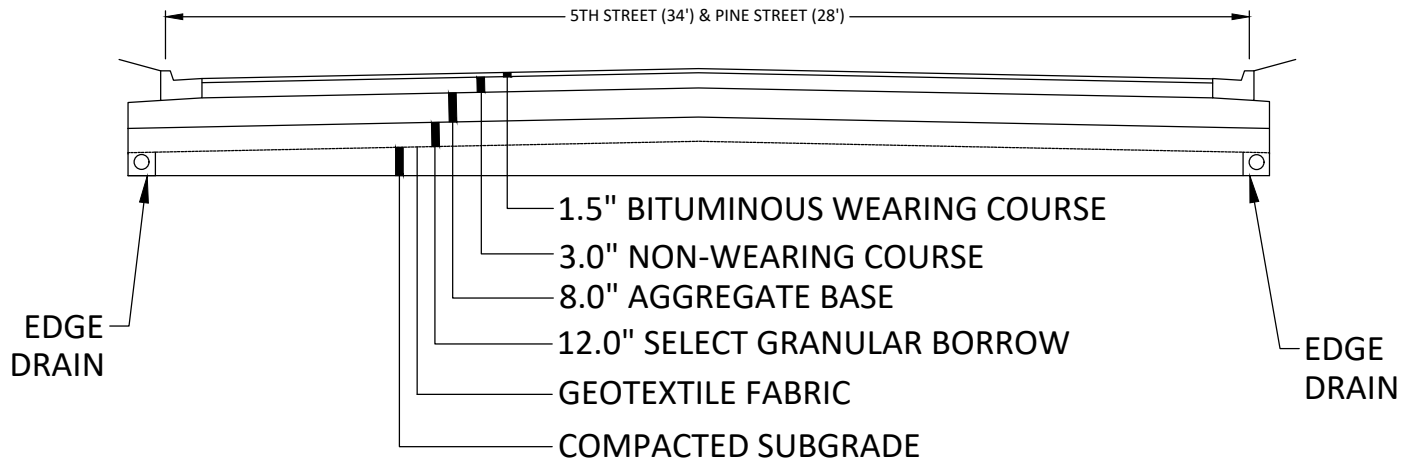 5TH STREET (34') & PINE STREET (28')
1.5" BITUMINOUS WEARING COURSE
3.0" NON-WEARING COURSE
8.0" AGGREGATE BASE
12.0" SELECT GRANULAR BORROW
GEOTEXTILE FABRIC
COMPACTED SUBGRADE
EDGE
DRAIN
EDGE
DRAIN